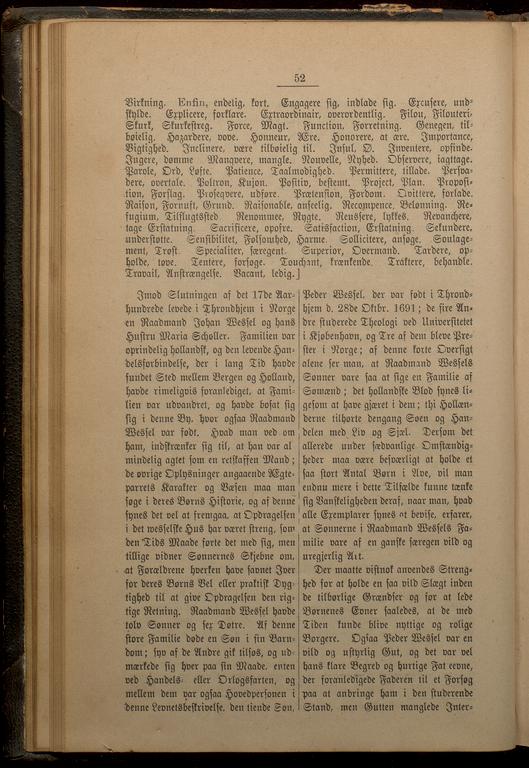 52
Virkning. Enfin, endelig, kort. Engagere sig, indlade sig. Excusere, und-
skylde. Explicere, forklare. Extraordinair, overordentlig. Filou, Filouteri-
Skurk, Skurkestreg. Force, Magt. Function, Forretning. Genegen, til-
bøielig. Hazardere, vove. Honneur, Ære. Honorere, at ære. Importance,
Vigtighed. Inclinere, være tilbøielig til. Insul, Ø. Inventere, opfinde.
Jugere, dømme. Manqvere, mangle. Nouvelle, Nyhed. Observere, iagttage.
Parole, Ord, Løfte. Patience, Taalmodighed. Permittere, tillade. Persva-
dere, overtale. Poltron, Kujon. Positiv, bestemt. Project, Plan. Proposi-
tion, Forslag. Proseqvere, udføre. Prætension, Fordom. Qvittere, forlade.
Raison, Fornuft, Grund. Raisonable, anseelig. Recompence, Belønning. Re-
fugium, Tilflugtssted. Renommee, Rygte. Reussere, lykkes. Revanchere,
tage Erstatning. Sacrificere, opofre. Satisfaction, Erstatning. Sekundere,
understøtte. Sensibilitet, Følsomhed, Harme. Sollicitere, ansøge. Soulage-
ment, Trøst. Specialiter, særegent. Superior, Overmand. Tardere, op-
holde, tøve. Tentere, forsøge. Touchant, krænkende. Traktere, behandle.
Travail, Anstrængelse. Vacant, ledig.]
Imod Slutningen af det 17de Aar-
hundrede levede i Throndhjem i Norge
en Raadmand Johan Wessel og hans
Hustru Maria Schøller. Familien var
oprindelig hollandsk, og den levende Han-
delsforbindelse, der i lang Tid havde
fundet Sted mellem Bergen og Holland,
havde rimeligvis foranlediget, at Fami-
lien var udvandret, og havde bosat sig
sig i denne By, hvor ogsaa Raadmand
Wessel var født. Hvad man ved om
ham, indskrænker sig til, at han var al
mindelig agtet som en retskaffen Mand;
de øvrige Oplysninger angaaende Ægte-
parrets Karakter og Væsen maa man
søge i deres Børns Historie, og af denne
synes det vel at fremgaa, at Opdragelsen
i det wesselske Hus har været streng, som
den Tids Maade førte det med sig, men
tillige vidner Sønnernes Skjebne om,
at Forældrene hverken have savnet Iver
for deres Børns Vel eller praktisk Dyg-
tighed til at give Opdragelsen den rig-
tige Retning. Raadmand Wessel havde
tolv Sønner og sex Døtre. Af denne
store Familie døde en Søn i sin Barn-
dom; syv af de Andre gik tilsøs, og ud-
mærkede sig hver paa sin Maade, enten
ved Handels- eller Orlogsfarten, og
mellem dem var ogsaa Hovedpersonen i
denne Levnetsbeskrivelse, den tiende Søn,
Peder Wessel, der var født i Thrond-
hjem d. 28de Oktbr. 1691; de fire An-
dre studerede Theologi ved Universitetet
i Kjøbenhavn, og Tre af dem bleve Præ-
ster i Norge; af denne korte Oversigt
alene ser man, at Raadmand Wessels
Sønner vare saa at sige en Familie af
Sømænd; det hollandske Blod synes li-
gesom at have gjæret i dem; thi Hollæn-
derne tilhørte dengang Søen og Han-
delen med Liv og Sjæl. Derfom det
allerede under sædvanlige Omstændig-
heder maa være besværligt at holde et
saa stort Antal Børn i Ave, vil man
endnu mere i dette Tilfælde kunne tænke
sig Vanskeligheden deraf, naar man, hvad
alle Exemplarer synes at bevise, erfarer,
at Sønnerne i Raadmand Wessels Fa-
milie vare af en ganske særegen vild og
uregjerlig Art.
Der maatte vistnok anvendes Streng-
hed for at holde en saa vild Slægt inden
de tilbørlige Grændser og for at lede
Børnenes Evner saaledes, at de med
Tiden kunde blive nyttige og rolige
Borgere. Ogsaa Peder Wessel var en
vild og ustyrlig Gut, og det var vel
hans klare Begreb og hurtige Fatteevne,
der foranledigede Faderen til et Forsøg
paa at anbringe ham i den studerende
Stand, men Gutten manglede Inter-